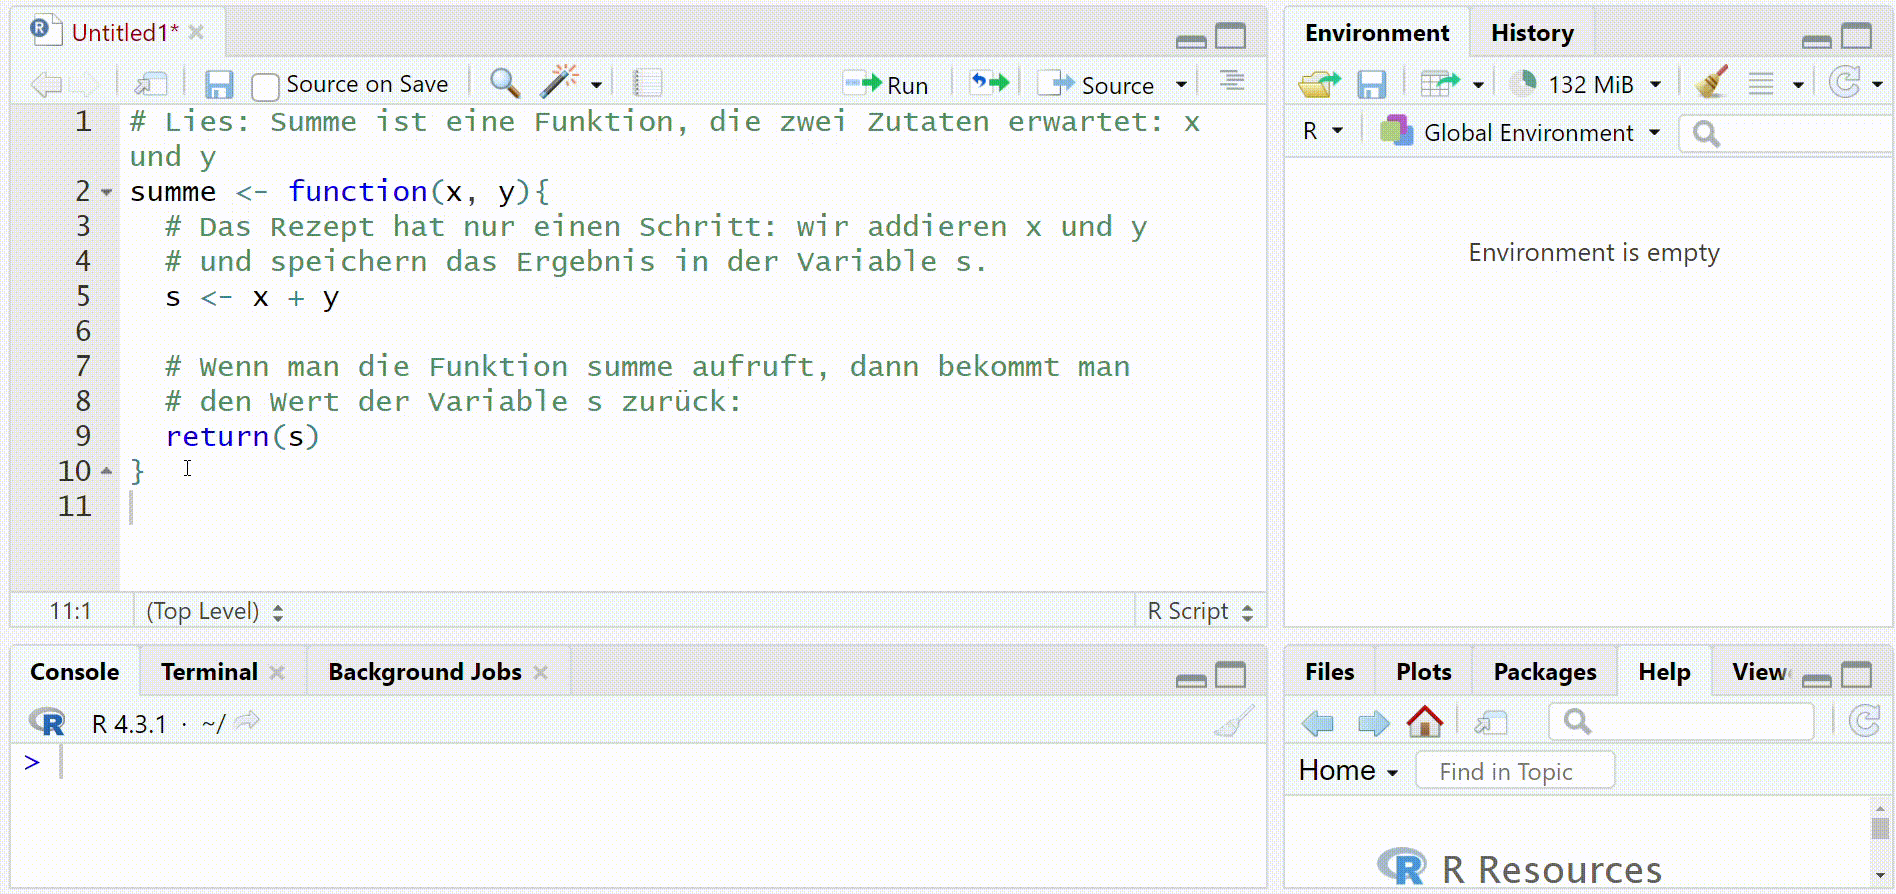 Untitled1*
Source on Save
Run
Source
1 # Lies: Summe ist eine Funktion, die zwei Zutaten erwartet: x
und y
2 summe <- function(x, y){
3 # Das Rezept hat nur einen Schritt: wir addieren x und y
4 # und speichern das Ergebnis in der Variable s.
5 s <- x + y
6
7 # Wenn man die Funktion summe aufruft, dann bekommt man
8 # den Wert der Variable s zurück:
9 return(s)
10 }
11
11:1 (Top Level) R Script
Console Terminal Background Jobs
R 4.3.1 · ~/
>
Environment History
132 MiB
R Global Environment
Environment is empty
Files Plots Packages Help View
Home Find in Topic
R Resources